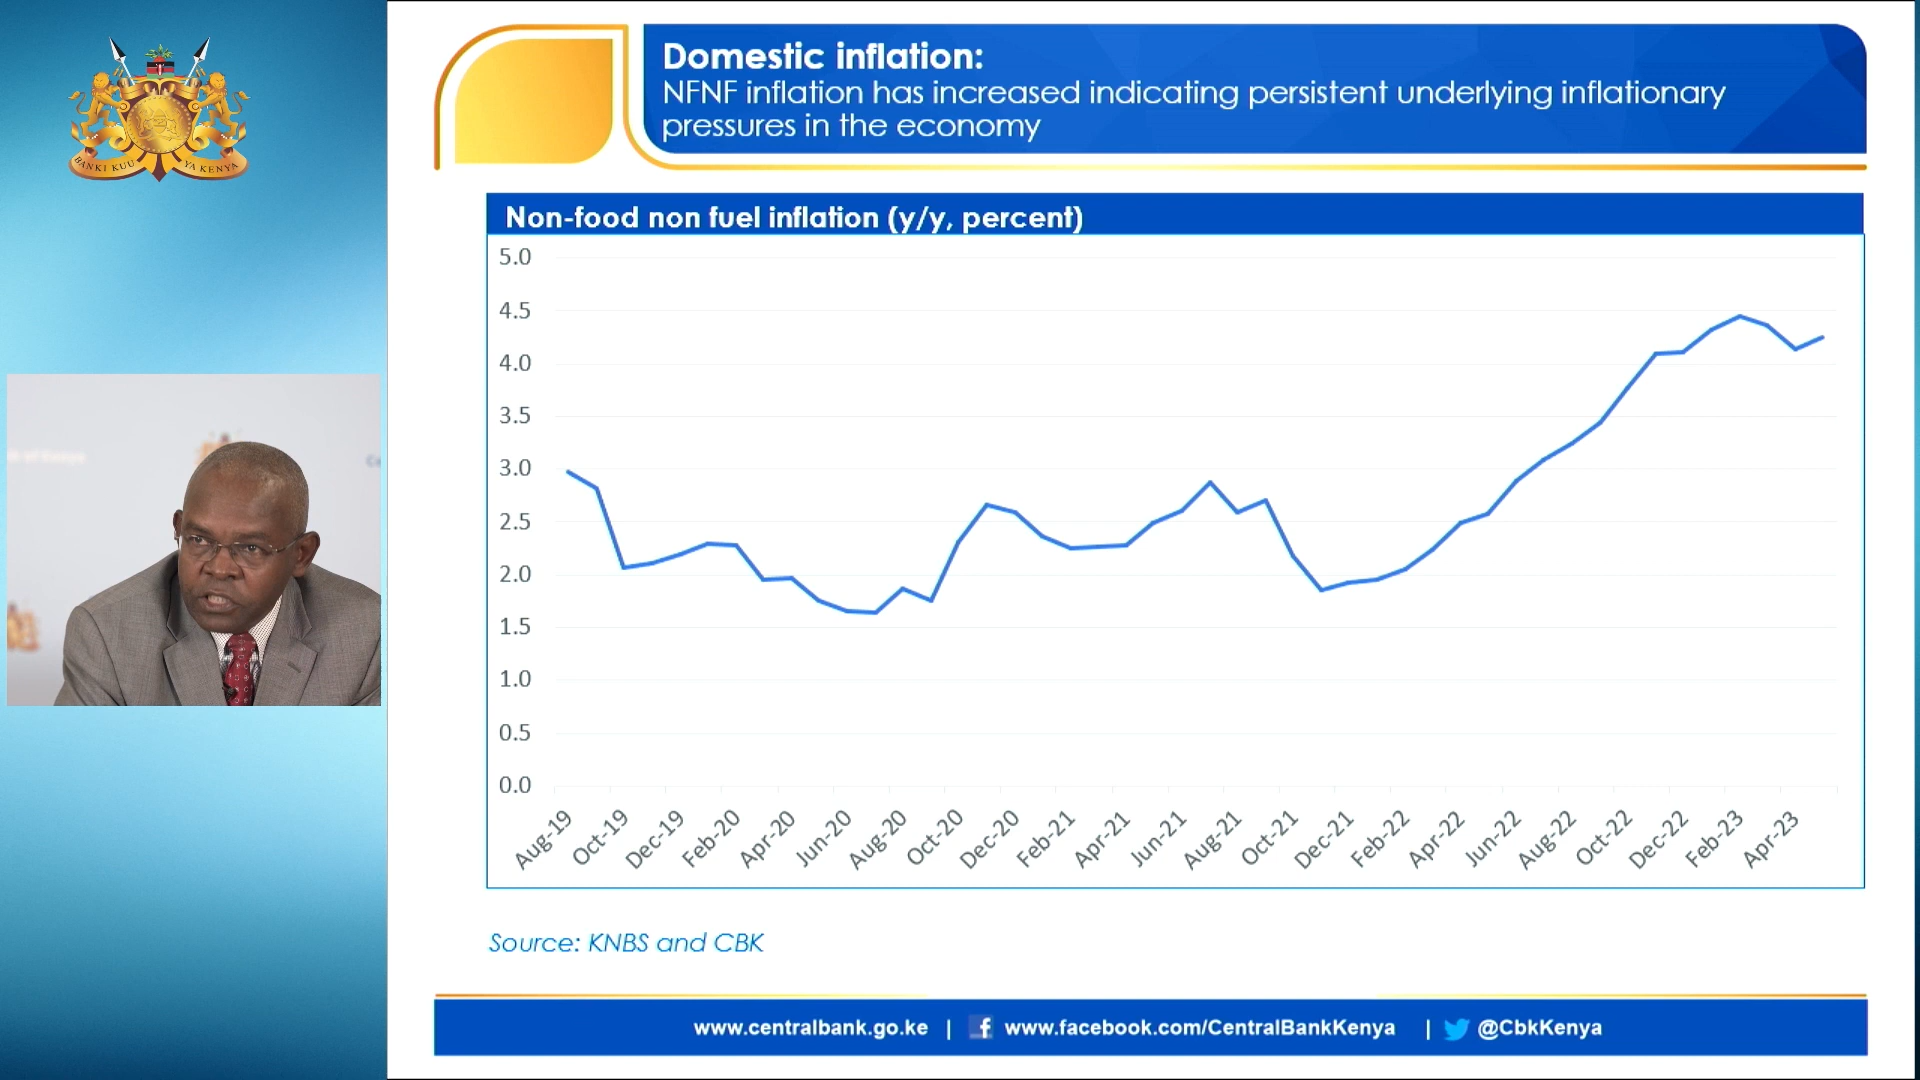 BANKI KUU YA KENYA
Domestic inflation:
NFNF inflation has increased indicating persistent underlying inflationary
pressures in the economy
Non-food non fuel inflation (y/y, percent)
5.0
4.5
4.0
3.5
3.0
2.5
2.0
1.5
1.0
0.5
0.0
Aug-19 Oct-19 Dec-19 Feb-20 Apr-20 Jun-20 Aug-20 Oct-20 Dec-20 Feb-21 Apr-21 Jun-21 Aug-21 Oct-21 Dec-21 Feb-22 Apr-22 Jun-22 Aug-22 Oct-22 Dec-22 Feb-23 Apr-23
Source: KNBS and CBK
www.centralbank.go.ke | f www.facebook.com/CentralBankKenya | @CbkKenya